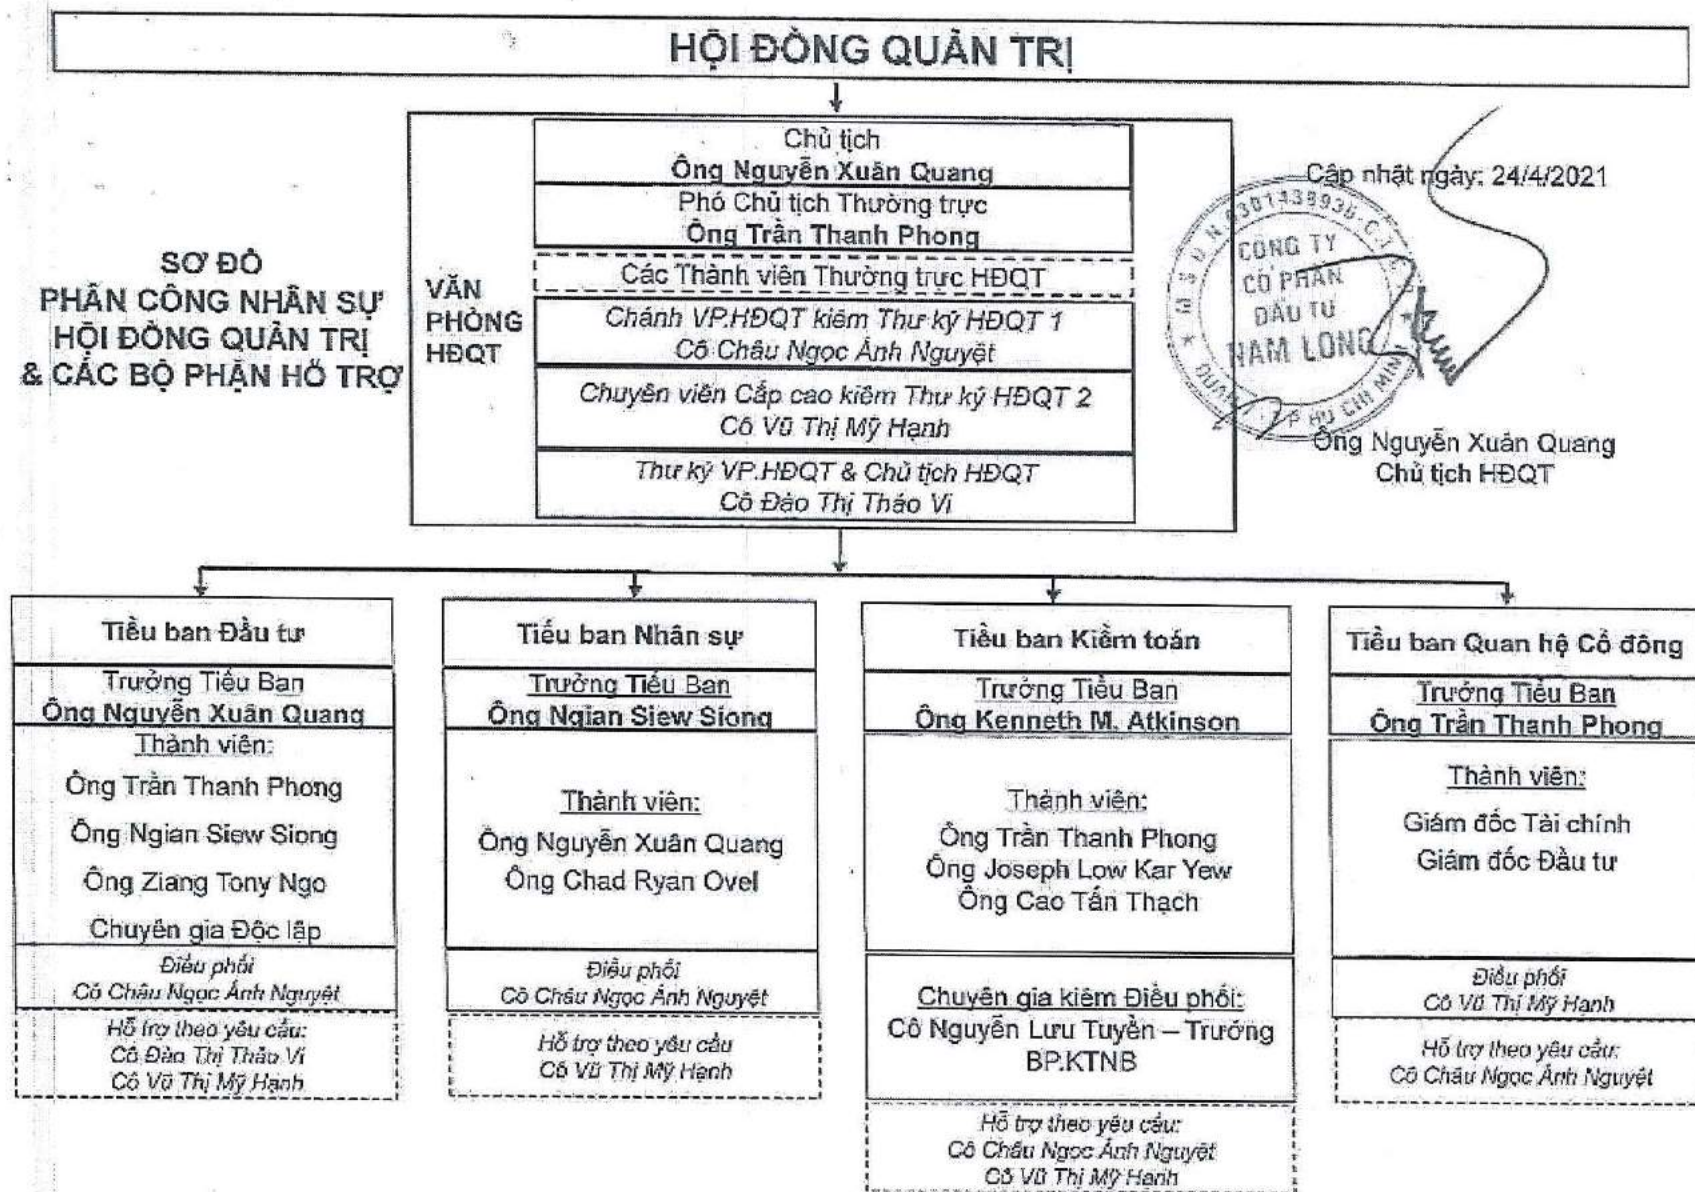 HỘI ĐỒNG QUẢN TRỊ
SƠ ĐỒ
PHÂN CÔNG NHÂN SỰ
HỘI ĐỒNG QUẢN TRỊ
& CÁC BỘ PHẬN HỖ TRỢ
VĂN
PHÒNG
HĐQT
Chủ tịch
Ông Nguyễn Xuân Quang
Phó Chủ tịch Thường trực
Ông Trần Thanh Phong
Các Thành viên Thường trực HĐQT
Chánh VP.HĐQT kiêm Thư ký HĐQT 1
Cô Châu Ngọc Ánh Nguyệt
Chuyên viên Cấp cao kiêm Thư ký HĐQT 2
Cô Vũ Thị Mỹ Hạnh
Thư ký VP.HĐQT & Chủ tịch HĐQT
Cô Đào Thị Thảo Vi
Cập nhật ngày: 24/4/2021
CÔNG TY
CỔ PHẦN
ĐẦU TƯ
NAM LONG
Ông Nguyễn Xuân Quang
Chủ tịch HĐQT
Tiểu ban Đầu tư
Trưởng Tiểu Ban
Ông Nguyễn Xuân Quang
Thành viên:
Ông Trần Thanh Phong
Ông Ngian Siew Siong
Ông Ziang Tony Ngo
Chuyên gia Độc lập
Điều phối
Cô Châu Ngọc Ánh Nguyệt
Hỗ trợ theo yêu cầu:
Cô Đào Thị Thảo Vi
Cô Vũ Thị Mỹ Hạnh
Tiểu ban Nhân sự
Trưởng Tiểu Ban
Ông Ngian Siew Siong
Thành viên:
Ông Nguyễn Xuân Quang
Ông Chad Ryan Ovel
Điều phối
Cô Châu Ngọc Ánh Nguyệt
Hỗ trợ theo yêu cầu
Cô Vũ Thị Mỹ Hạnh
Tiểu ban Kiểm toán
Trưởng Tiểu Ban
Ông Kenneth M. Atkinson
Thành viên:
Ông Trần Thanh Phong
Ông Joseph Low Kar Yew
Ông Cao Tấn Thạch
Chuyên gia kiêm Điều phối:
Cô Nguyễn Lưu Tuyền – Trưởng
BP.KTNB
Hỗ trợ theo yêu cầu:
Cô Châu Ngọc Ánh Nguyệt
Cô Vũ Thị Mỹ Hạnh
Tiểu ban Quan hệ Cổ đông
Trưởng Tiểu Ban
Ông Trần Thanh Phong
Thành viên:
Giám đốc Tài chính
Giám đốc Đầu tư
Điều phối
Cô Vũ Thị Mỹ Hạnh
Hỗ trợ theo yêu cầu:
Cô Châu Ngọc Ánh Nguyệt